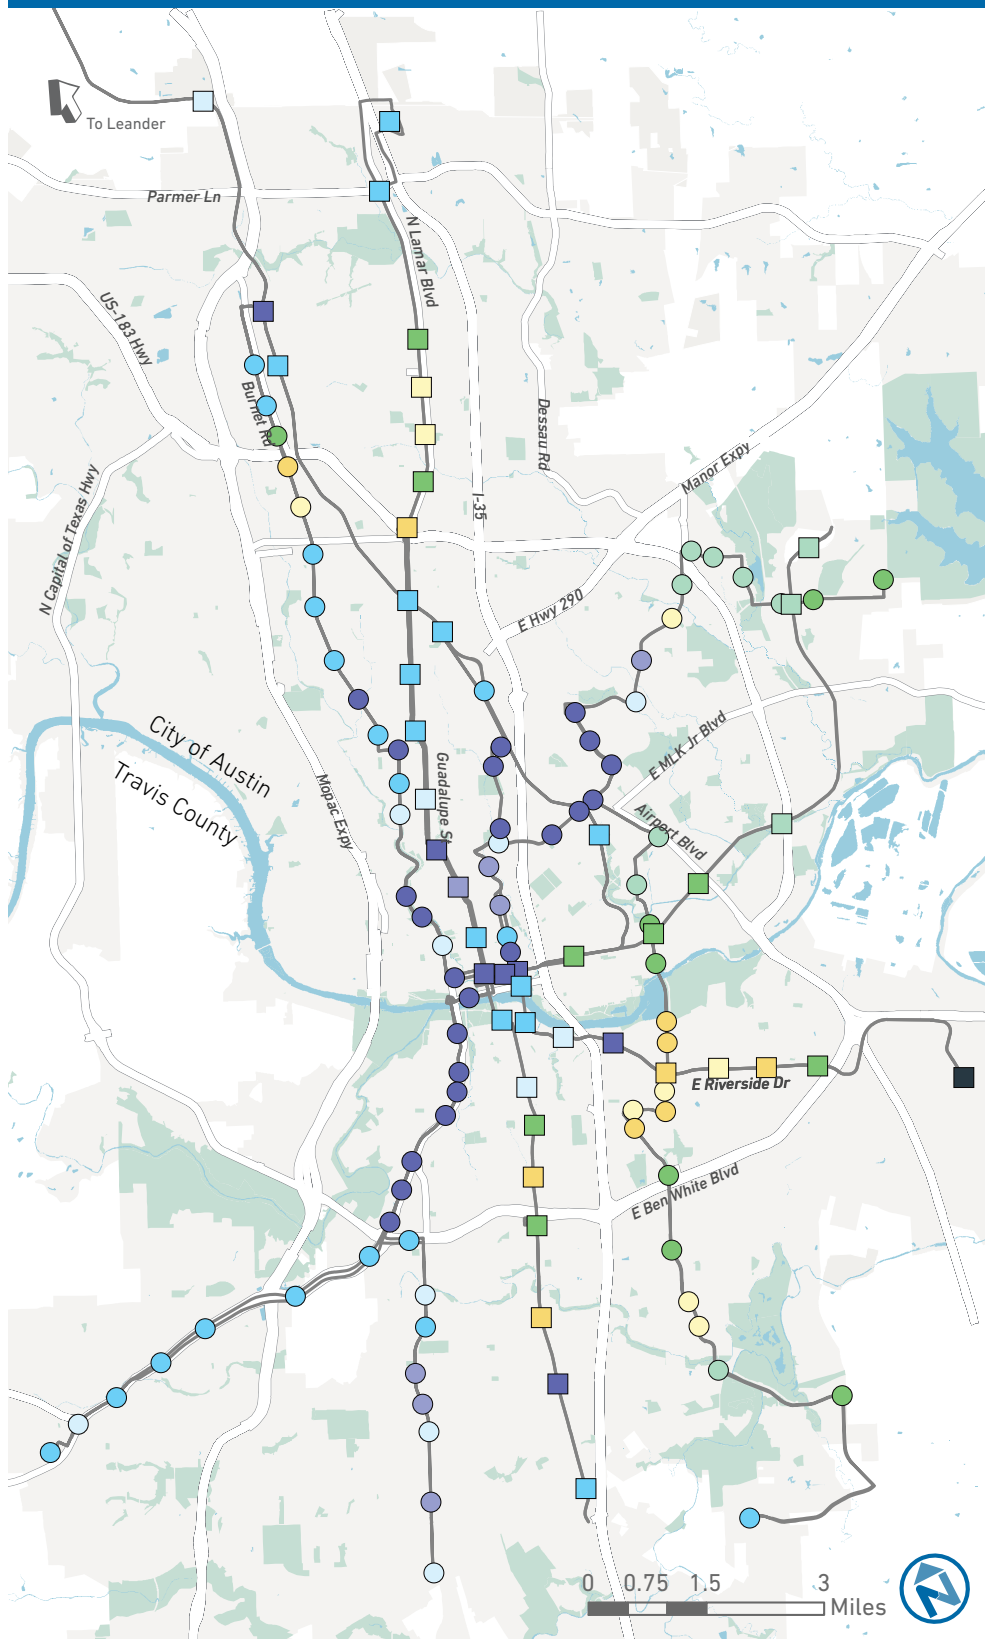 To Leander
Parmer Ln
N Lamar Blvd
US-183 Hwy
Burnet Rd
Dessau Rd
Manor Expy
N Capital of Texas Hwy
I-35
E Hwy 290
City of Austin
Travis County
E MLK Jr Blvd
Mopac Expy
Guadalupe St
Airport Blvd
E Riverside Dr
E Ben White Blvd
0 0.75 1.5 3
Miles